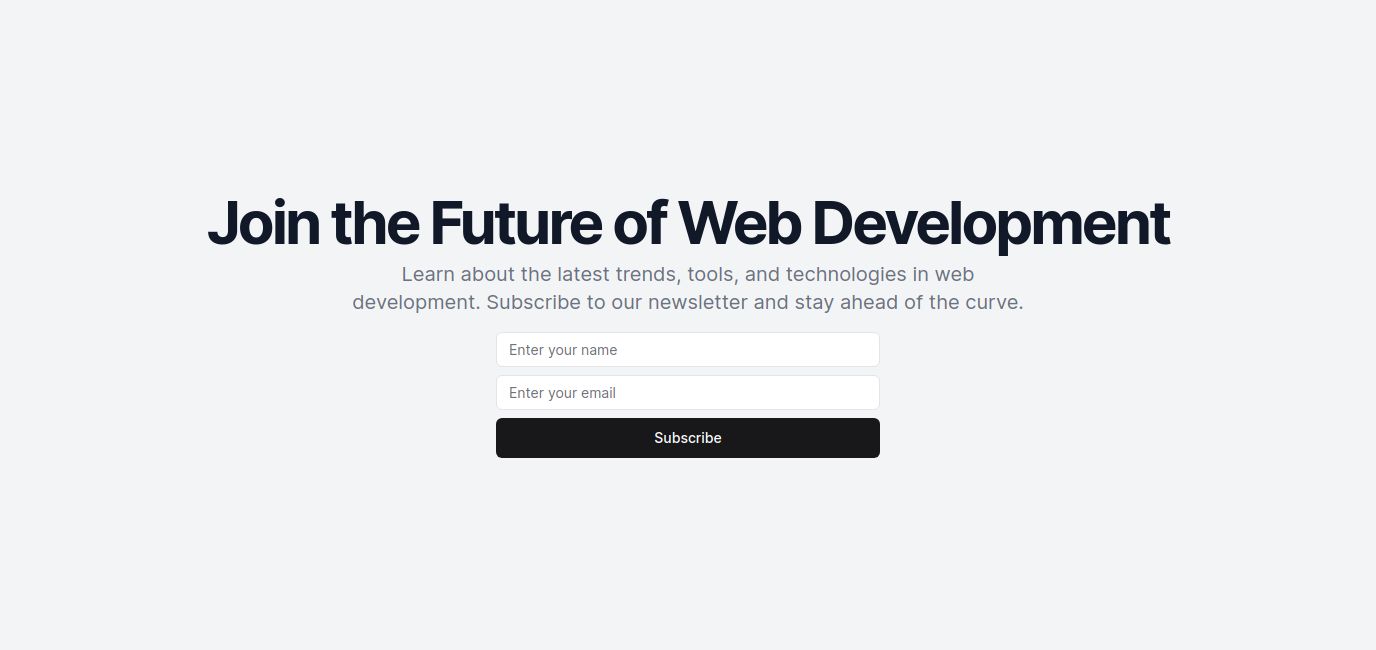 Join the Future of Web Development
Learn about the latest trends, tools, and technologies in web
development. Subscribe to our newsletter and stay ahead of the curve.
Enter your name
Enter your email
Subscribe